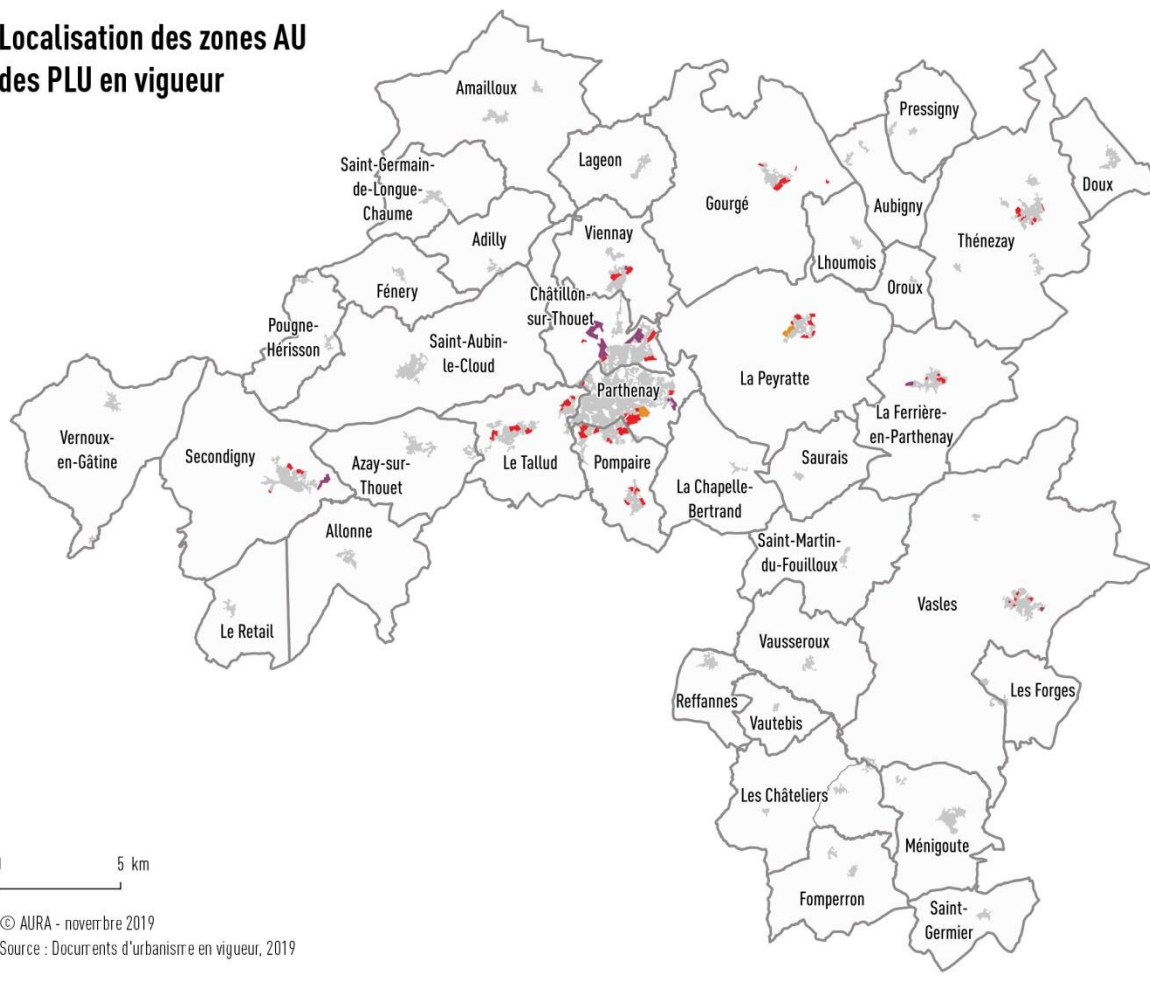 Localisation des zones AU
des PLU en vigueur
Amailloux
Pressigny
Saint-Germain-
de-Longue-
Chaume
Lageon
Doux
Gourgé
Aubigny
Adilly
Viennay
Thénezay
Lhoumois
Fénery
Oroux
Châtillon-
sur-Thouet
Pougne-
Hérisson
Saint-Aubin-
le-Cloud
La Peyratte
Parthenay
La Ferrière-
en-Parthenay
Vernoux-
en-Gâtine
Secondigny
Azay-sur-
Thouet
Le Tallud
Pompaire
Saurais
La Chapelle-
Bertrand
Allonne
Saint-Martin-
du-Fouilloux
Vasles
Le Retail
Vausseroux
Les Forges
Reffannes
Vautebis
Les Châteliers
Ménigoute
5 km
Fomperron
Saint-
Germier
© AURA - novembre 2019
Source : Documents d'urbanisme en vigueur, 2019